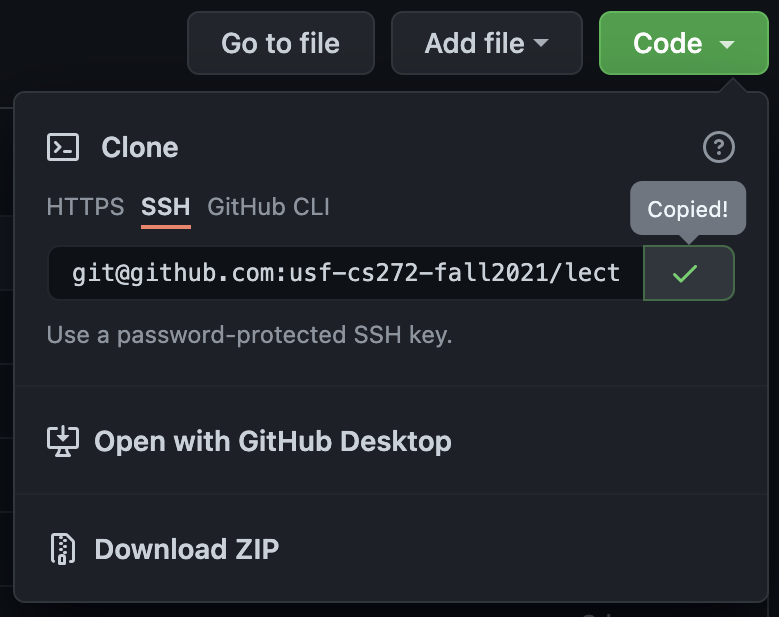 Go to file Add file Code
Clone
HTTPS SSH GitHub CLI
Copied!
git@github.com:usf-cs272-fall2021/lect
Use a password-protected SSH key.
Open with GitHub Desktop
Download ZIP